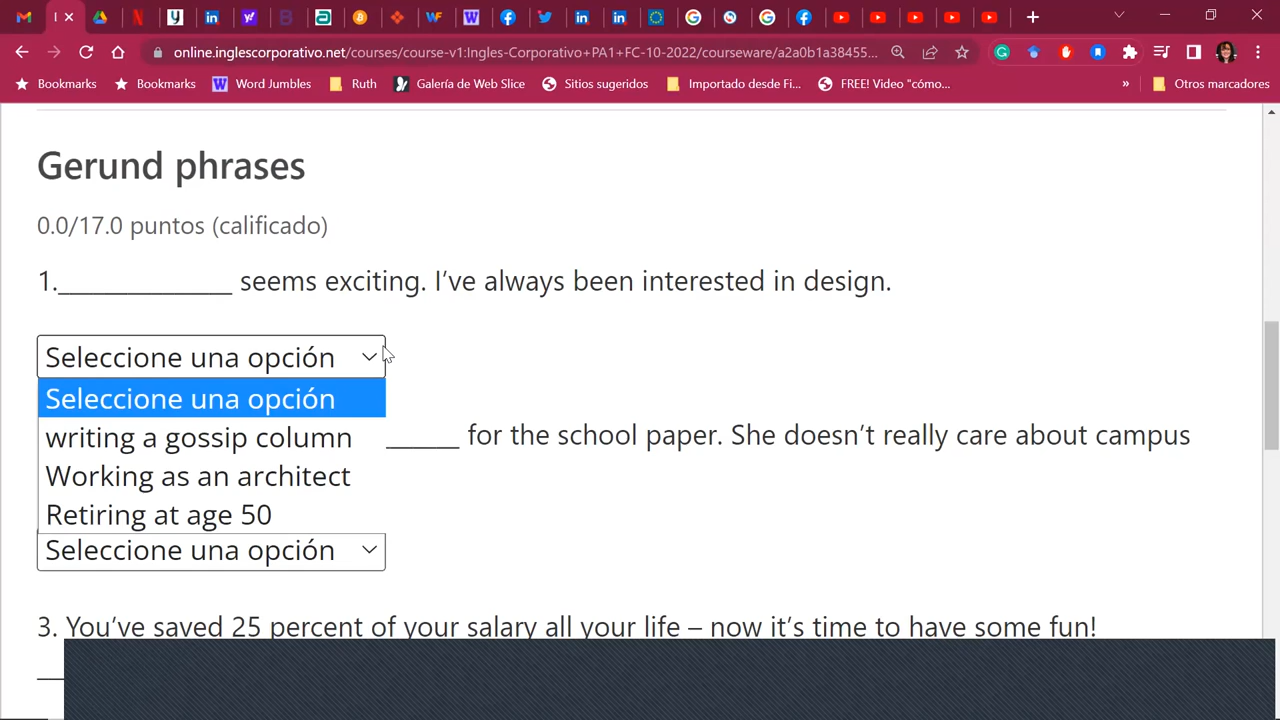 online.inglescorporativo.net/courses/course-v1:Ingles-Corporativo+PA1+FC-10-2022/courseware/a2a0b1a38455...
Bookmarks Bookmarks Word Jumbles Ruth Galería de Web Slice Sitios sugeridos Importado desde Fi... FREE! Video "cómo... » Otros marcadores
Gerund phrases
0.0/17.0 puntos (calificado)
1.______________ seems exciting. I’ve always been interested in design.
Seleccione una opción
Seleccione una opción
writing a gossip column
______ for the school paper. She doesn’t really care about campus
Working as an architect
Retiring at age 50
Seleccione una opción
3. You’ve saved 25 percent of your salary all your life – now it’s time to have some fun!